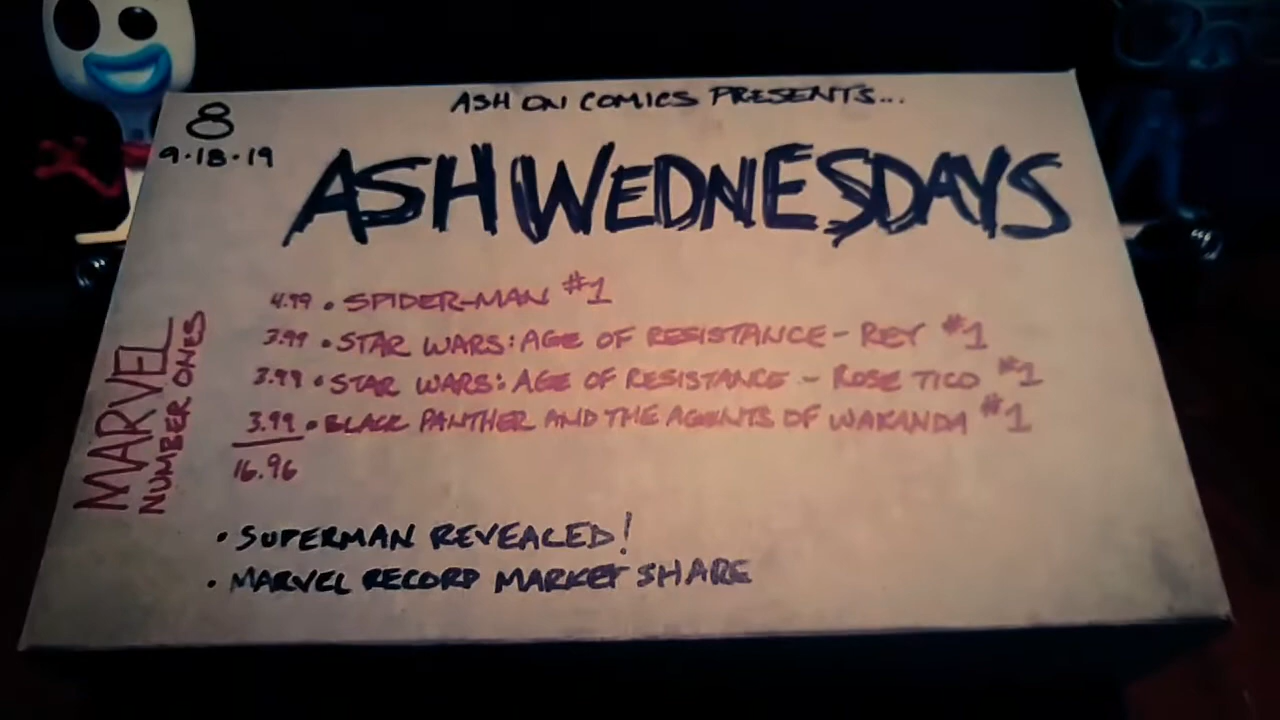 8
9.18.19
ASH ON COMICS PRESENTS...
ASH WEDNESDAYS
MARVEL
NUMBER ONES
4.99 • SPIDER-MAN #1
3.99 • STAR WARS: AGE OF RESISTANCE - REY #1
3.99 • STAR WARS: AGE OF RESISTANCE - ROSE TICO #1
3.99 • BLACK PANTHER AND THE AGENTS OF WAKANDA #1
16.96
• SUPERMAN REVEALED!
• MARVEL RECORD MARKET SHARE